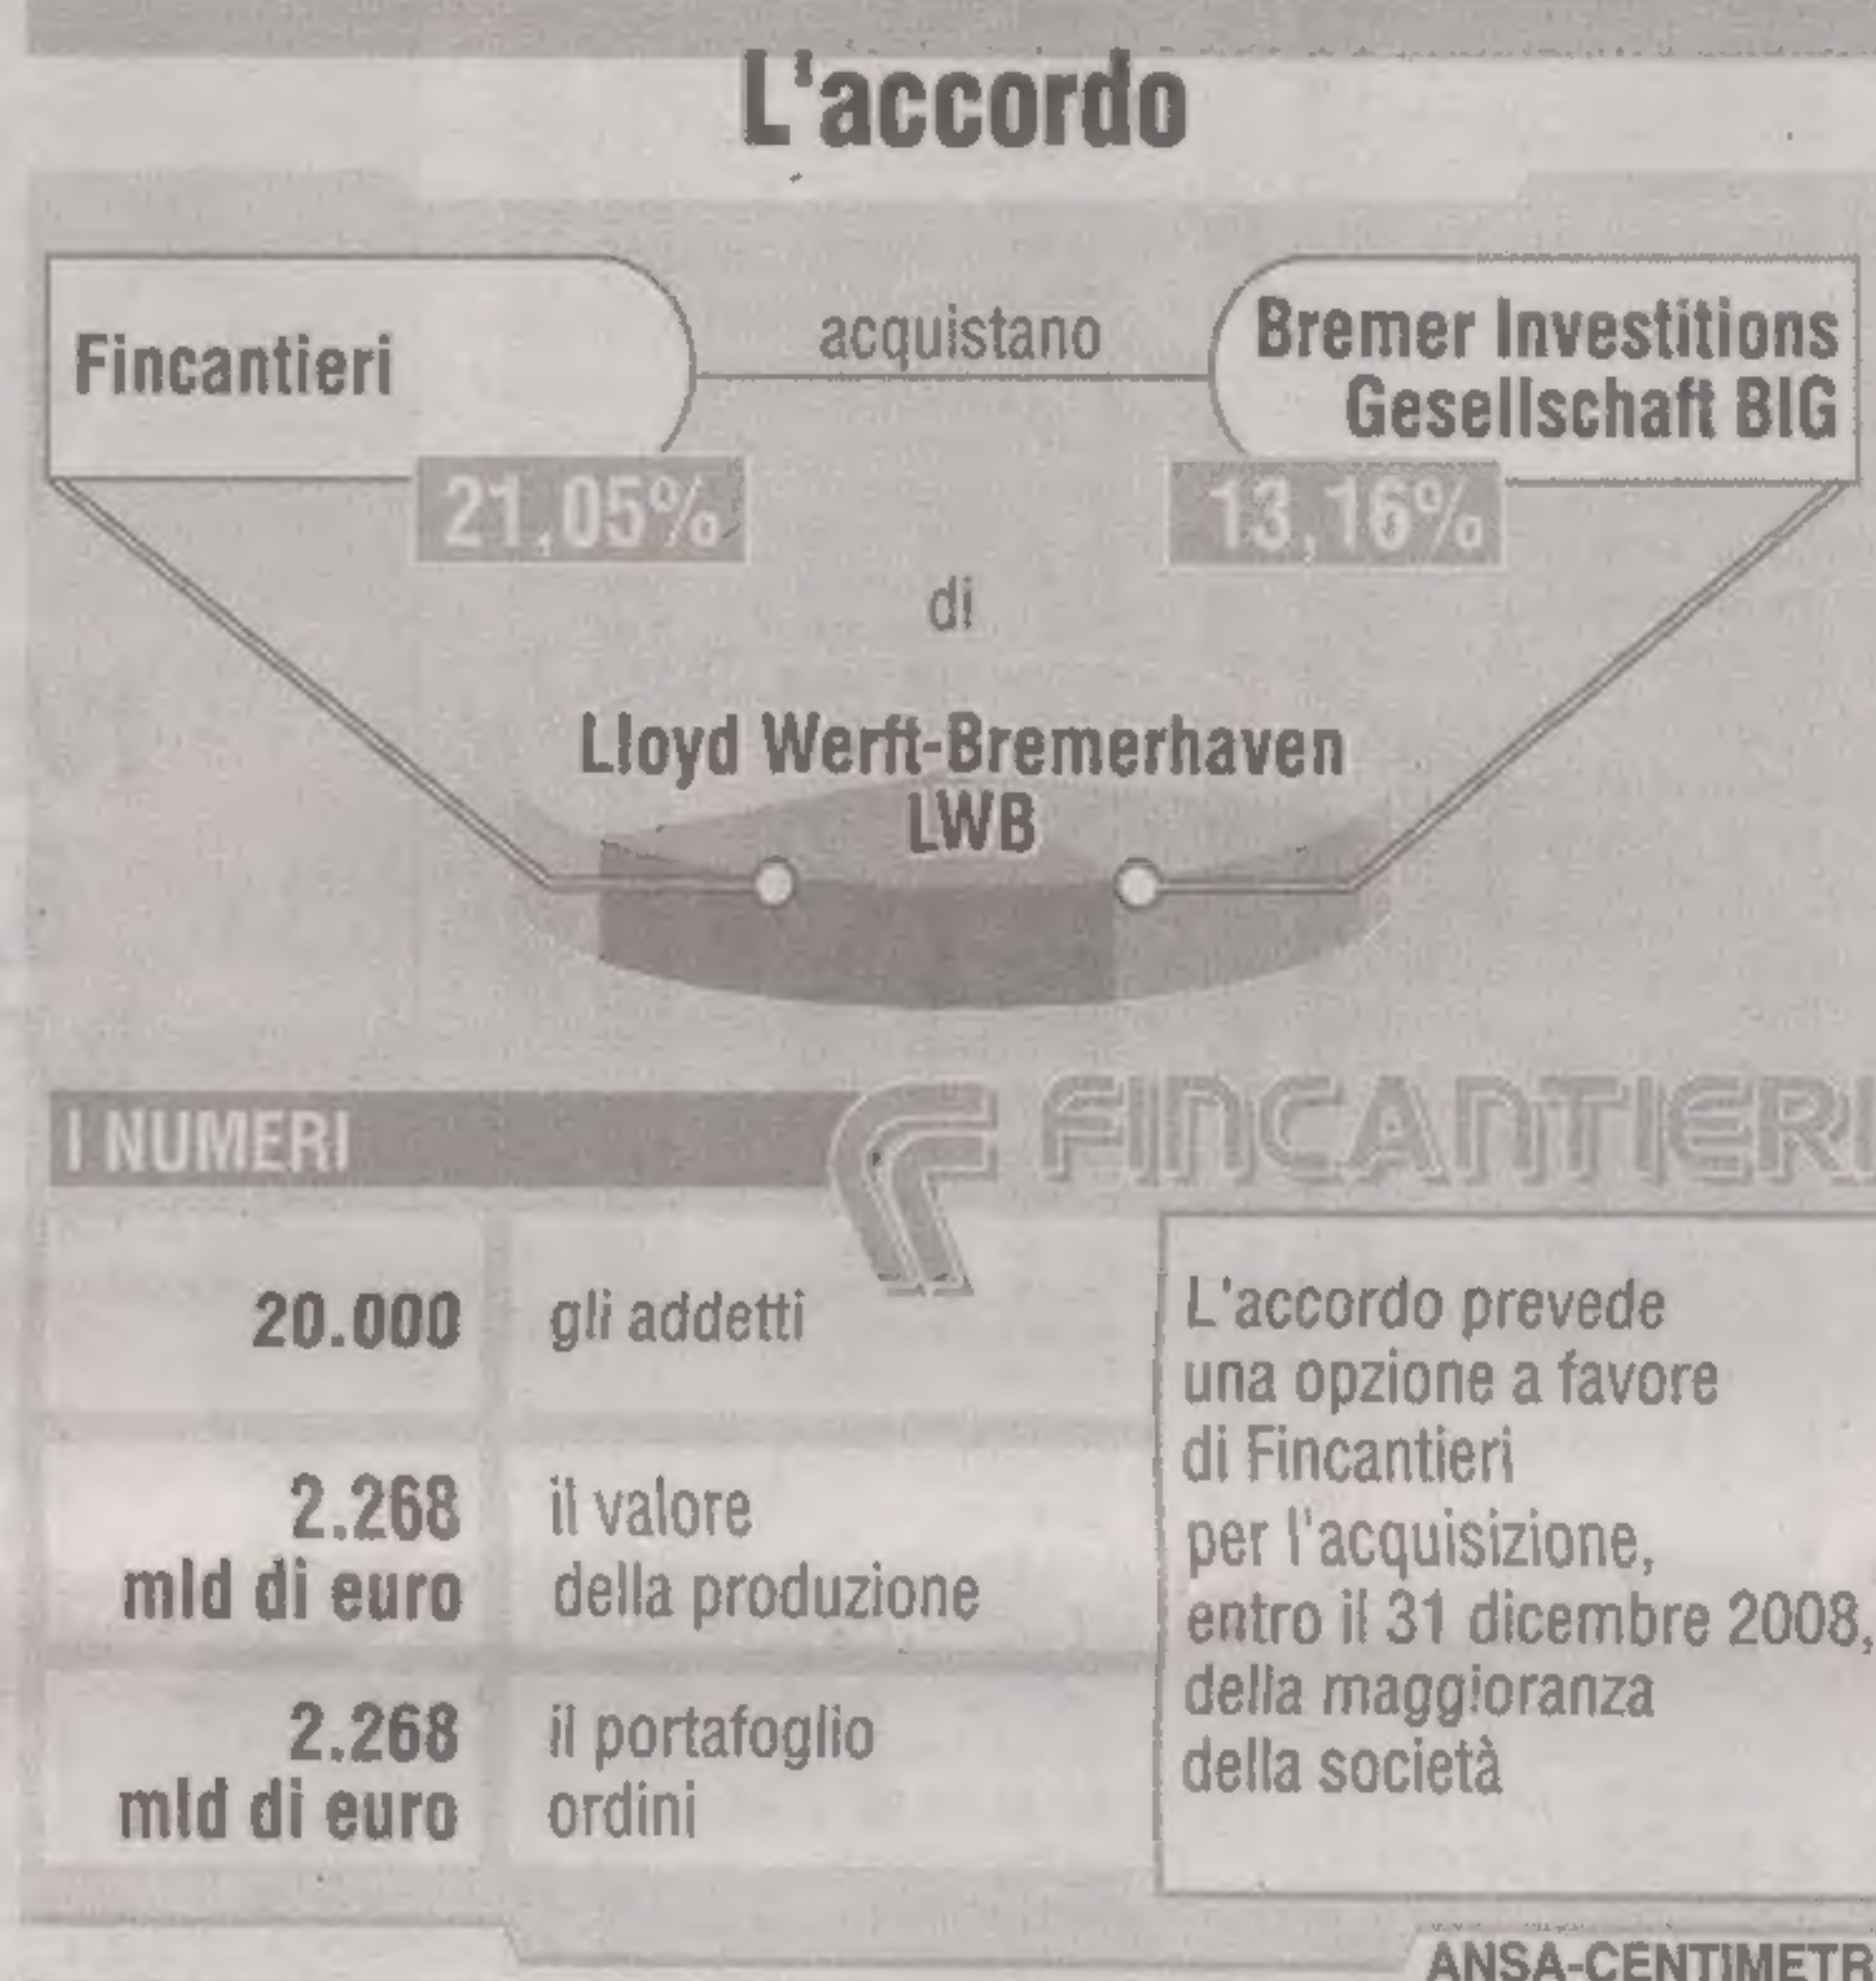 L'accordo
Fincantieri
acquistano
Bremer Investitions
Gesellschaft BIG
21,05%
13,16%
di
Lloyd Werft-Bremerhaven
LWB
I NUMERI
FINCANTIERI
20.000
gli addetti
2.268
mld di euro
il valore
della produzione
2.268
mld di euro
il portafoglio
ordini
L'accordo prevede
una opzione a favore
di Fincantieri
per l'acquisizione,
entro il 31 dicembre 2008,
della maggioranza
della società
ANSA-CENTIMETR